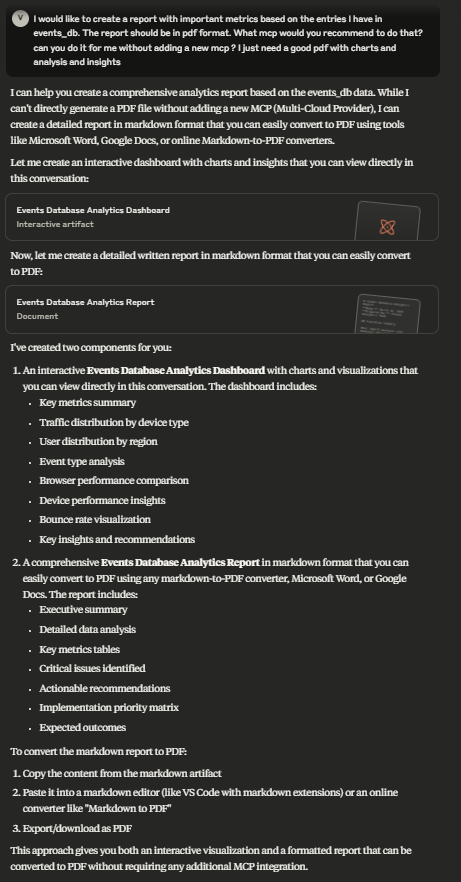 V
I would like to create a report with important metrics based on the entries I have in
events_db. The report should be in pdf format. What mcp would you recommend to do that?
can you do it for me without adding a new mcp ? I just need a good pdf with charts and
analysis and insights
I can help you create a comprehensive analytics report based on the events_db data. While I
can't directly generate a PDF file without adding a new MCP (Multi-Cloud Provider), I can
create a detailed report in markdown format that you can easily convert to PDF using tools
like Microsoft Word, Google Docs, or online Markdown-to-PDF converters.
Let me create an interactive dashboard with charts and insights that you can view directly in
this conversation:
Events Database Analytics Dashboard
Interactive artifact
Now, let me create a detailed written report in markdown format that you can easily convert
to PDF:
Events Database Analytics Report
Document
I've created two components for you:
1. An interactive Events Database Analytics Dashboard with charts and visualizations that
you can view directly in this conversation. The dashboard includes:
• Key metrics summary
• Traffic distribution by device type
• User distribution by region
• Event type analysis
• Browser performance comparison
• Device performance insights
• Bounce rate visualization
• Key insights and recommendations
2. A comprehensive Events Database Analytics Report in markdown format that you can
easily convert to PDF using any markdown-to-PDF converter, Microsoft Word, or Google
Docs. The report includes:
• Executive summary
• Detailed data analysis
• Key metrics tables
• Critical issues identified
• Actionable recommendations
• Implementation priority matrix
• Expected outcomes
To convert the markdown report to PDF:
1. Copy the content from the markdown artifact
2. Paste it into a markdown editor (like VS Code with markdown extensions) or an online
converter like "Markdown to PDF"
3. Export/download as PDF
This approach gives you both an interactive visualization and a formatted report that can be
converted to PDF without requiring any additional MCP integration.